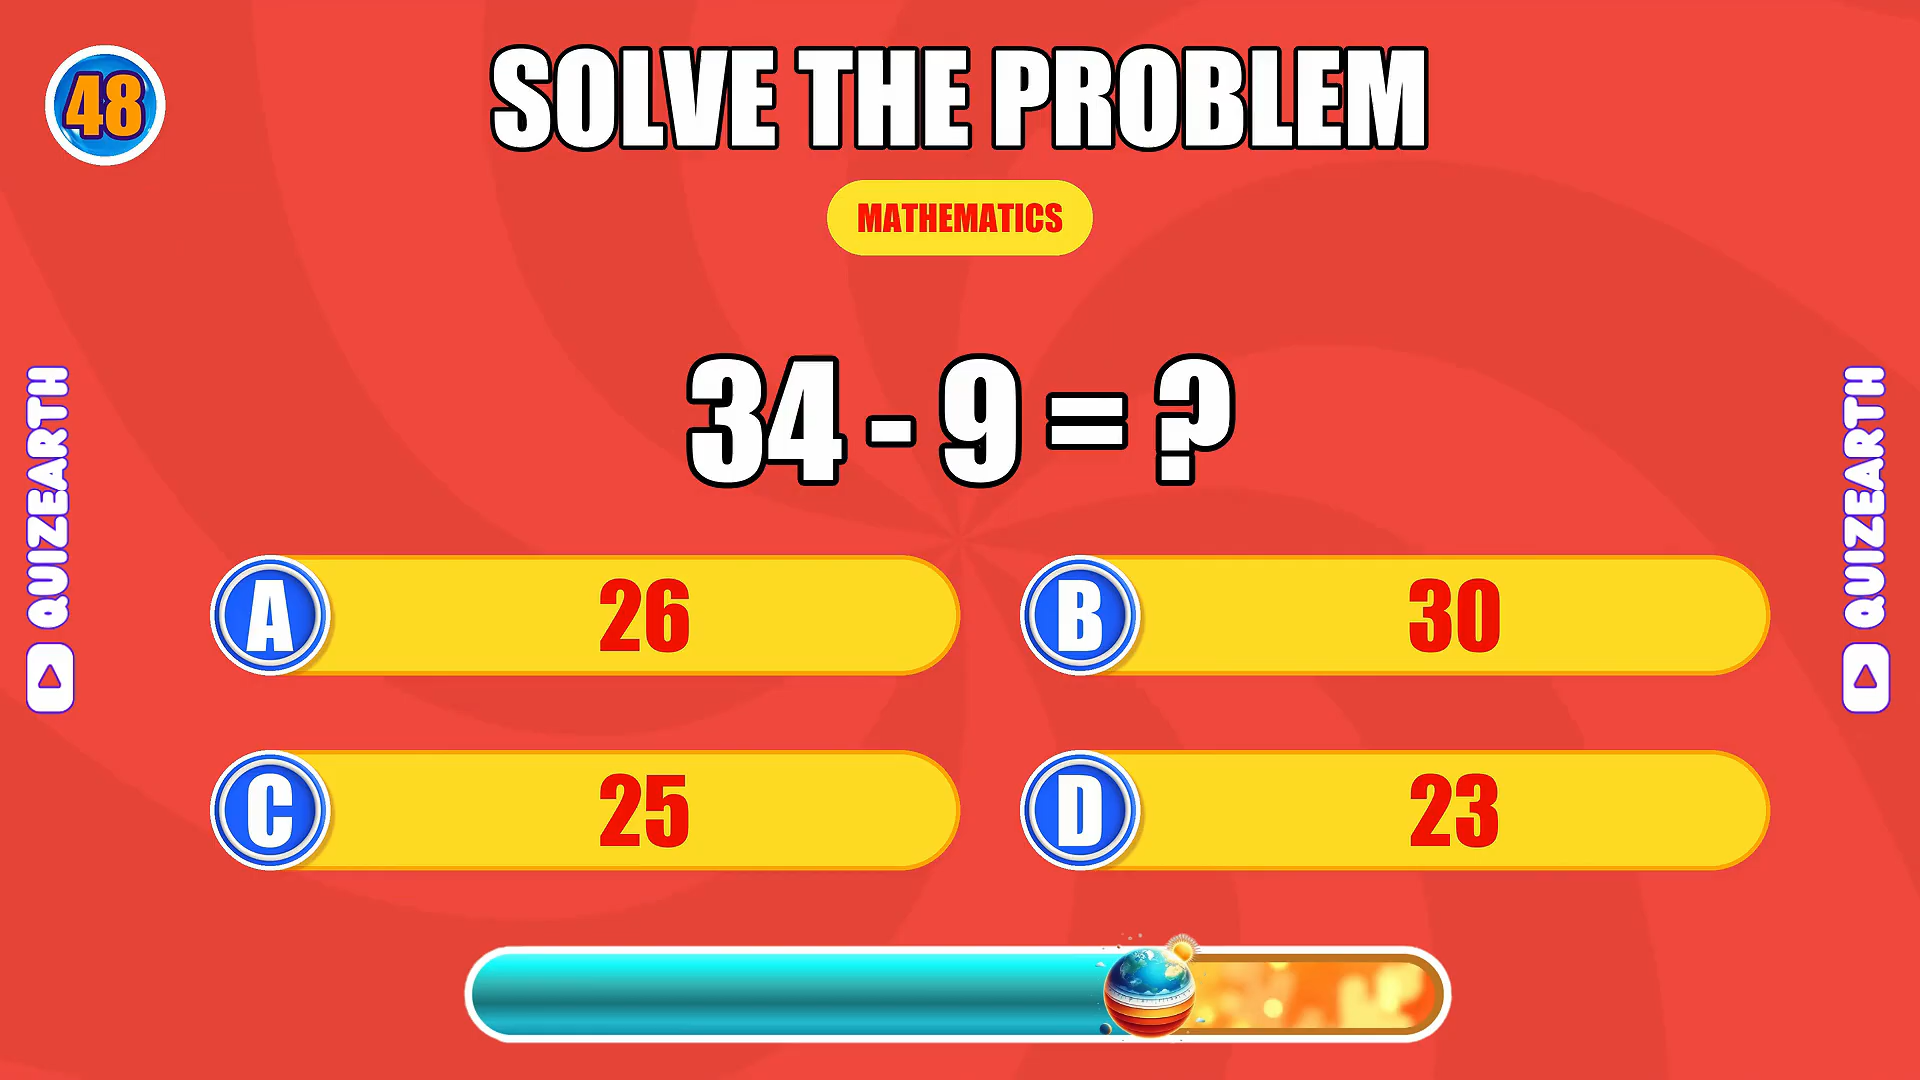 48
SOLVE THE PROBLEM
MATHEMATICS
34 - 9 = ?
A 26
B 30
C 25
D 23
QUIZEARTH
QUIZEARTH